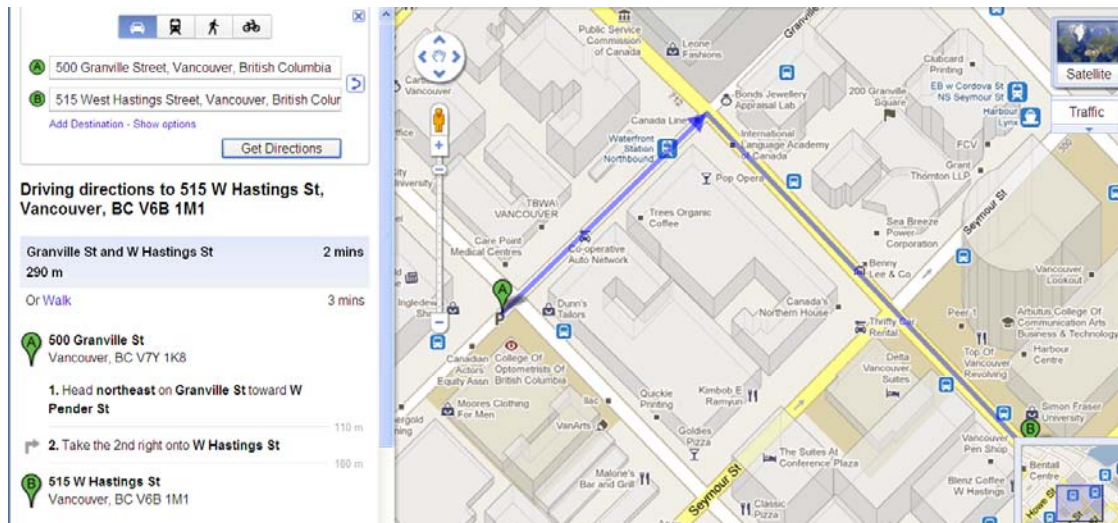 A
500 Granville Street, Vancouver, British Columbia
B
515 West Hastings Street, Vancouver, British Colur
Add Destination - Show options
Get Directions
Driving directions to 515 W Hastings St,
Vancouver, BC V6B 1M1
Granville St and W Hastings St
2 mins
290 m
Or Walk
3 mins
A
500 Granville St
Vancouver, BC V7Y 1K8
1. Head northeast on Granville St toward W
Pender St
110 m
2. Take the 2nd right onto W Hastings St
180 m
B
515 W Hastings St
Vancouver, BC V6B 1M1
Public Service
Commission
of Canada
Leone
Fashions
Vancouver
Bonds Jewellery
Appraisal Lab
Canada Line
Waterfront
Station
Northbound
International
Language Academy
of Canada
200 Granville
Square
Clubcard
Printing
EB w Cordova St
NS Seymour St
Harbour
Lynx
Satellite
Traffic
FCV
Grant
Thornton LLP
Pop Opera
University
TBWA\
VANCOUVER
Trees Organic
Coffee
Seymour St
Care Point
Medical Centres
Co-operative
Auto Network
Sea Breeze
Power
Corporation
Benny
Lee & Co
Vancouver
Lookout
A
P
Dunn's
Tailors
Canada's
Northern House
Thrifty Car
Rental
Peer 1
Arbutus College Of
Communication Arts
Business & Technology
Harbour
Centre
Top Of
Vancouver
Revolving
Canadian
Actors'
Equity Assn
College Of
Optometrists Of
British Columbia
Delta
Vancouver
Suites
Moores Clothing
For Men
Ilac
Quickie
Printing
Kimbob E
Ramyun
Simon Fraser
University
B
VanArts
Goldies
Pizza
Seymour St
The Suites At
Conference Plaza
Vancouver
Pen Shop
Blenz Coffee
W Hastings
Malone's
Bar and Grill
Classic
Pizza
Bentall
Centre
Howe St